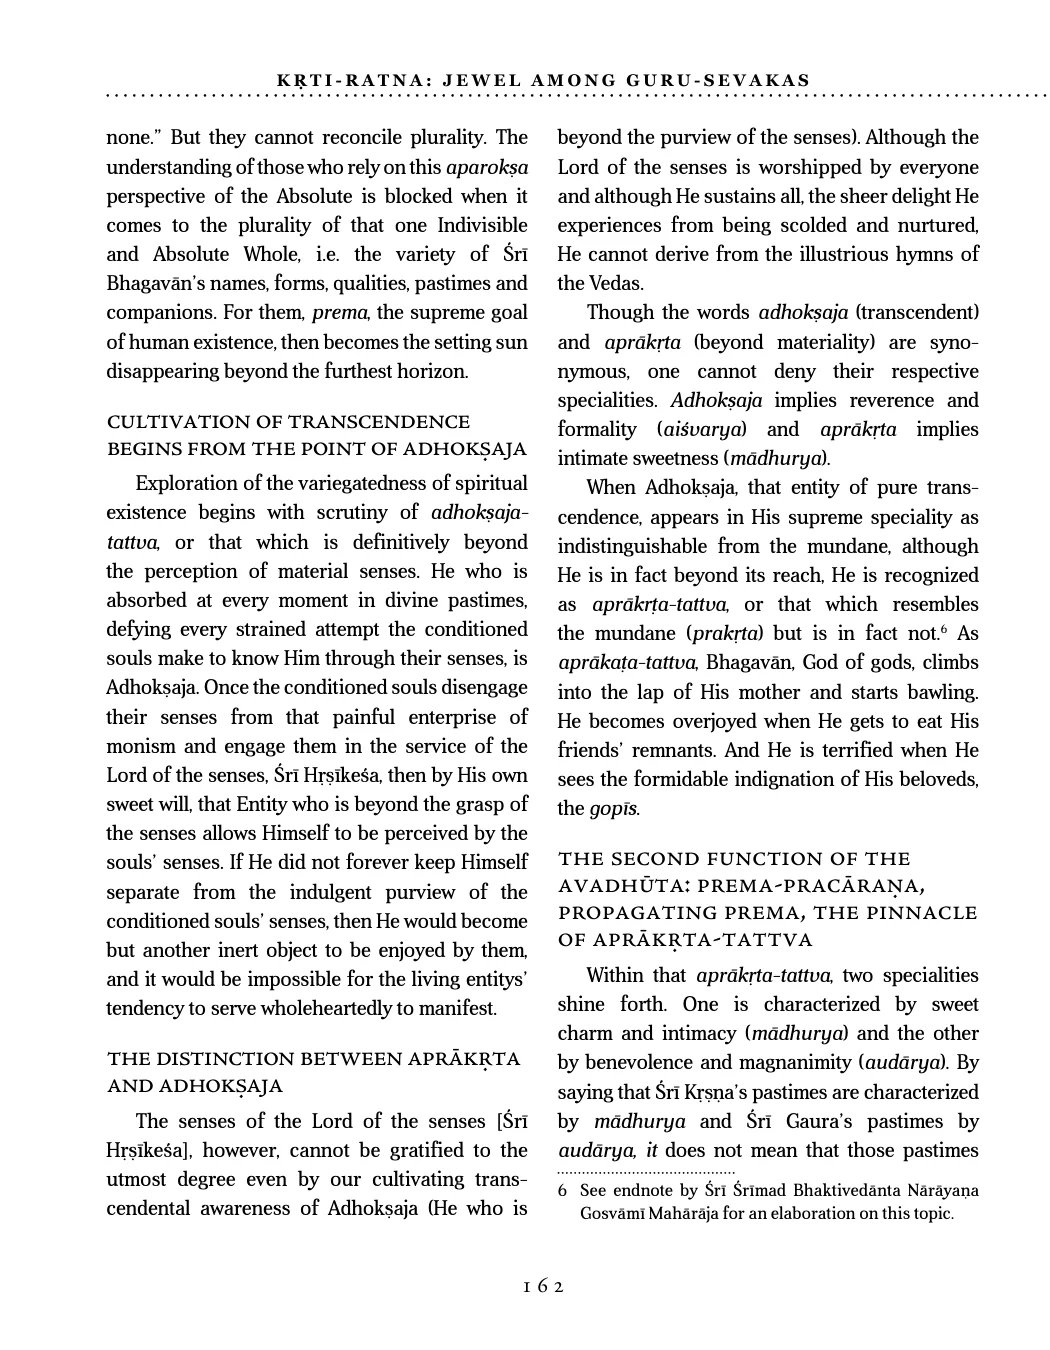 KṚTI-RATNA: JEWEL AMONG GURU-SEVAKAS
none.” But they cannot reconcile plurality. The
understanding of those who rely on this aparokṣa
perspective of the Absolute is blocked when it
comes to the plurality of that one Indivisible
and Absolute Whole, i.e. the variety of Śrī
Bhagavān’s names, forms, qualities, pastimes and
companions. For them, prema, the supreme goal
of human existence, then becomes the setting sun
disappearing beyond the furthest horizon.
CULTIVATION OF TRANSCENDENCE
BEGINS FROM THE POINT OF ADHOKṢAJA
Exploration of the variegatedness of spiritual
existence begins with scrutiny of adhokṣaja-
tattva, or that which is definitively beyond
the perception of material senses. He who is
absorbed at every moment in divine pastimes,
defying every strained attempt the conditioned
souls make to know Him through their senses, is
Adhokṣaja. Once the conditioned souls disengage
their senses from that painful enterprise of
monism and engage them in the service of the
Lord of the senses, Śrī Hṛṣīkeśa, then by His own
sweet will, that Entity who is beyond the grasp of
the senses allows Himself to be perceived by the
souls’ senses. If He did not forever keep Himself
separate from the indulgent purview of the
conditioned souls’ senses, then He would become
but another inert object to be enjoyed by them,
and it would be impossible for the living entitys’
tendency to serve wholeheartedly to manifest.
THE DISTINCTION BETWEEN APRĀKṚTA
AND ADHOKṢAJA
The senses of the Lord of the senses [Śrī
Hṛṣīkeśa], however, cannot be gratified to the
utmost degree even by our cultivating trans-
cendental awareness of Adhokṣaja (He who is
beyond the purview of the senses). Although the
Lord of the senses is worshipped by everyone
and although He sustains all, the sheer delight He
experiences from being scolded and nurtured,
He cannot derive from the illustrious hymns of
the Vedas.
Though the words adhokṣaja (transcendent)
and aprākṛta (beyond materiality) are syno-
nymous, one cannot deny their respective
specialities. Adhokṣaja implies reverence and
formality (aiśvarya) and aprākṛta implies
intimate sweetness (mādhurya).
When Adhokṣaja, that entity of pure trans-
cendence, appears in His supreme speciality as
indistinguishable from the mundane, although
He is in fact beyond its reach, He is recognized
as aprākṛta-tattva, or that which resembles
the mundane (prakṛta) but is in fact not.⁶ As
aprākaṭa-tattva, Bhagavān, God of gods, climbs
into the lap of His mother and starts bawling.
He becomes overjoyed when He gets to eat His
friends’ remnants. And He is terrified when He
sees the formidable indignation of His beloveds,
the gopīs.
THE SECOND FUNCTION OF THE
AVADHŪTA: PREMA-PRACĀRAṆA,
PROPAGATING PREMA, THE PINNACLE
OF APRĀKṚTA-TATTVA
Within that aprākṛta-tattva, two specialities
shine forth. One is characterized by sweet
charm and intimacy (mādhurya) and the other
by benevolence and magnanimity (audārya). By
saying that Śrī Kṛṣṇa’s pastimes are characterized
by mādhurya and Śrī Gaura’s pastimes by
audārya, it does not mean that those pastimes
6 See endnote by Śrī Śrīmad Bhaktivedānta Nārāyaṇa
Gosvāmī Mahārāja for an elaboration on this topic.
162